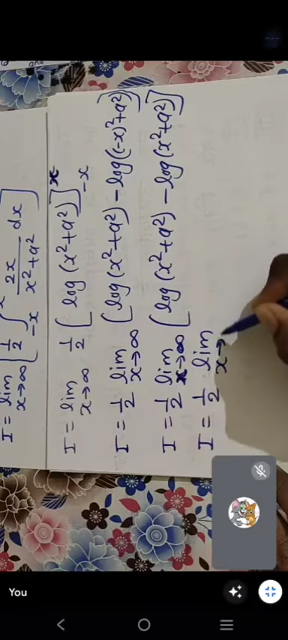 I = lim x→∞ [ 1/2 ∫_{-x}^{x} 2x/(x²+a²) dx ]
I = lim x→∞ 1/2 [ log(x²+a²) ]_{-x}^{x}
I = 1/2 lim x→∞ [ log(x²+a²) - log((-x)²+a²) ]
I = 1/2 lim x→∞ [ log(x²+a²) - log(x²+a²) ]
I = 1/2 lim x→
You